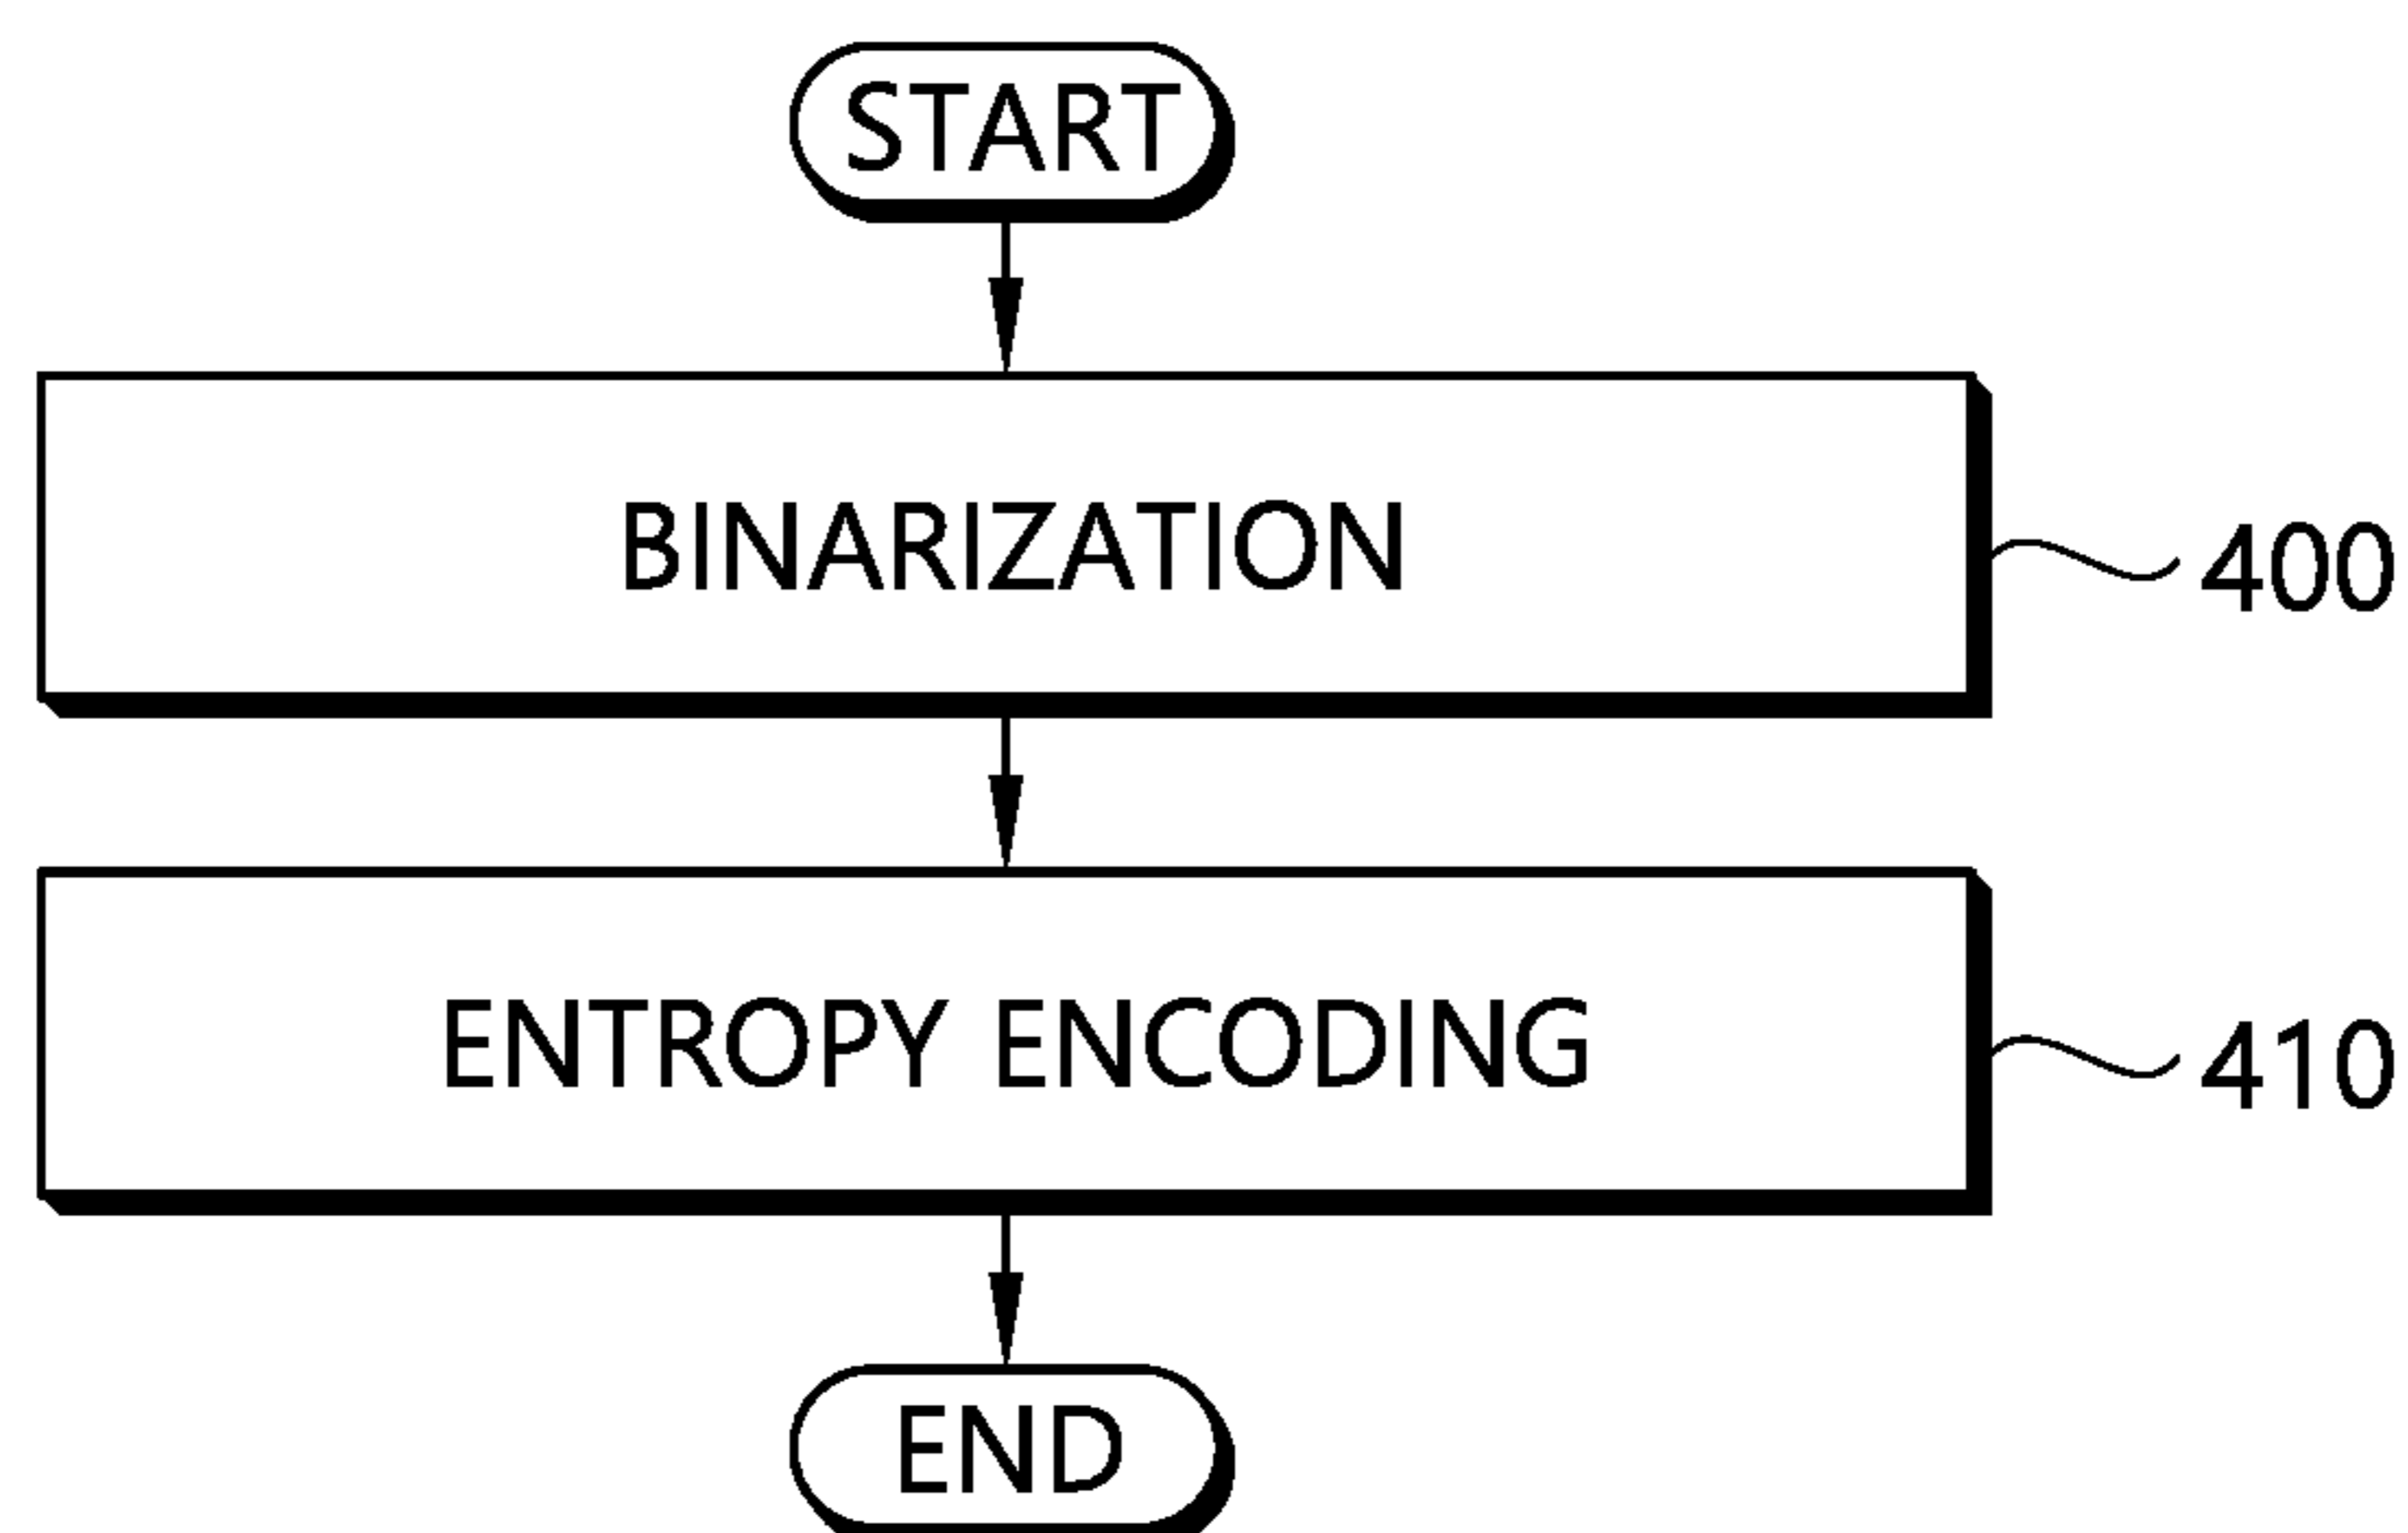 START
BINARIZATION
400
ENTROPY ENCODING
410
END